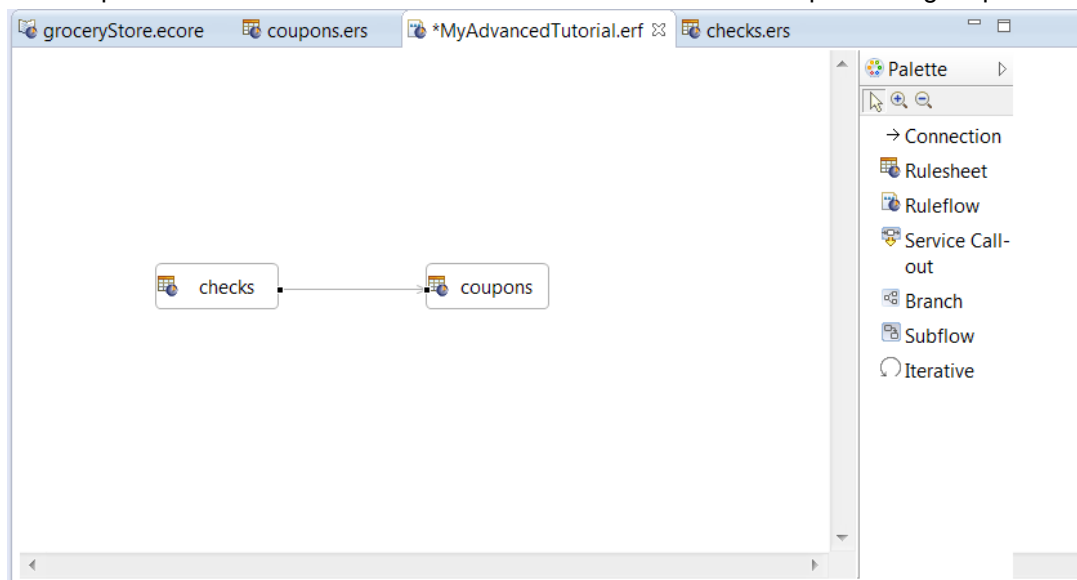 groceryStore.ecore coupons.ers *MyAdvancedTutorial.erf checks.ers
Palette
Connection
Rulesheet
Ruleflow
Service Call-
out
Branch
Subflow
Iterative
checks coupons